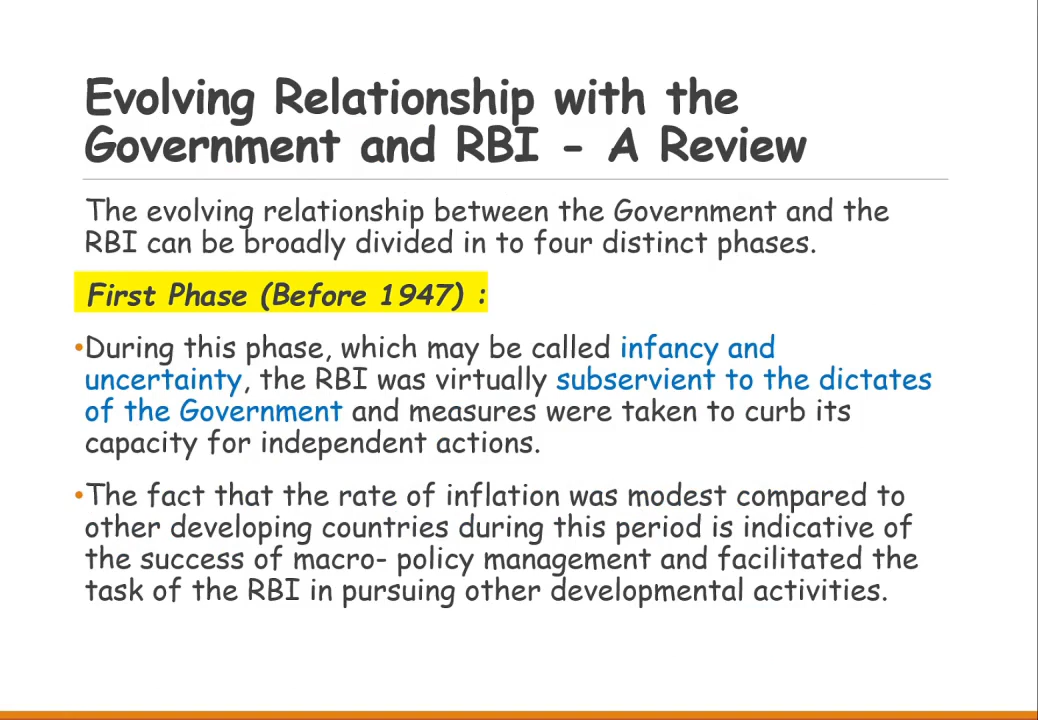 Evolving Relationship with the
Government and RBI - A Review
The evolving relationship between the Government and the
RBI can be broadly divided in to four distinct phases.
First Phase (Before 1947) :
•During this phase, which may be called infancy and
uncertainty, the RBI was virtually subservient to the dictates
of the Government and measures were taken to curb its
capacity for independent actions.
•The fact that the rate of inflation was modest compared to
other developing countries during this period is indicative of
the success of macro- policy management and facilitated the
task of the RBI in pursuing other developmental activities.